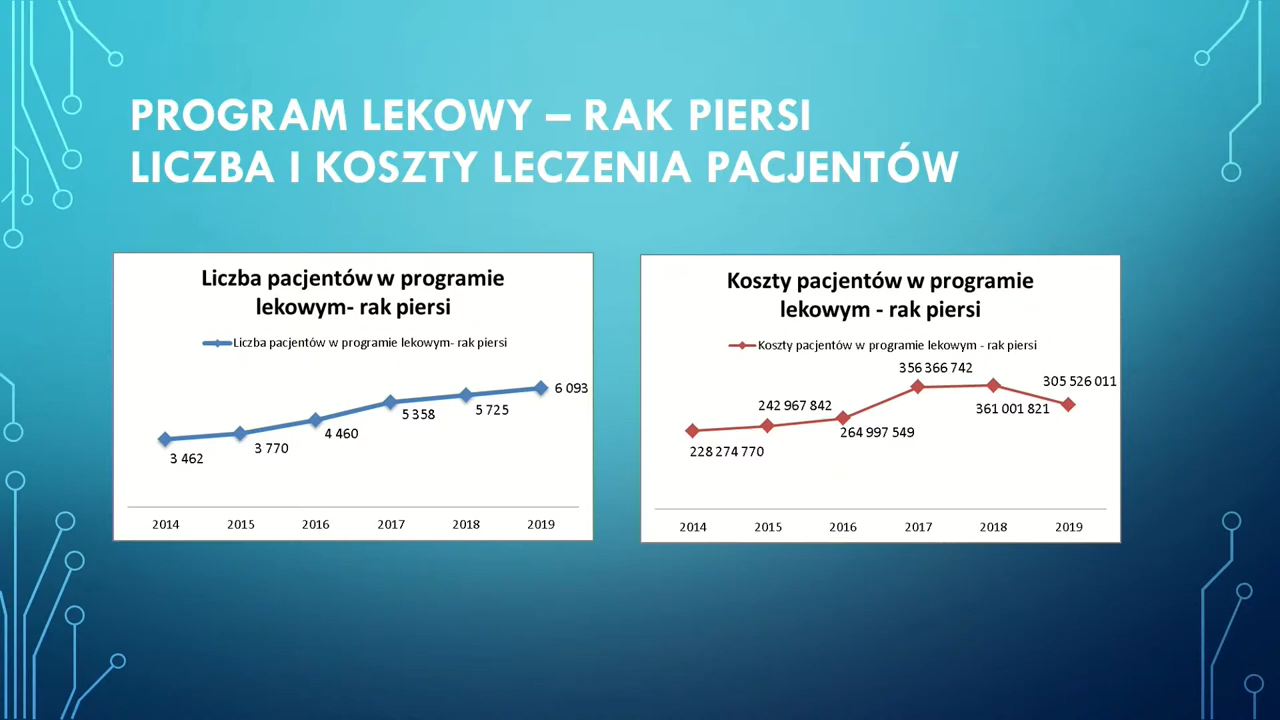 PROGRAM LEKOWY – RAK PIERSI
LICZBA I KOSZTY LECZENIA PACJENTÓW
Liczba pacjentów w programie
lekowym- rak piersi
Liczba pacjentów w programie lekowym- rak piersi
6 093
5 725
5 358
4 460
3 770
3 462
2014 2015 2016 2017 2018 2019
Koszty pacjentów w programie
lekowym - rak piersi
Koszty pacjentów w programie lekowym - rak piersi
356 366 742
305 526 011
242 967 842
361 001 821
264 997 549
228 274 770
2014 2015 2016 2017 2018 2019